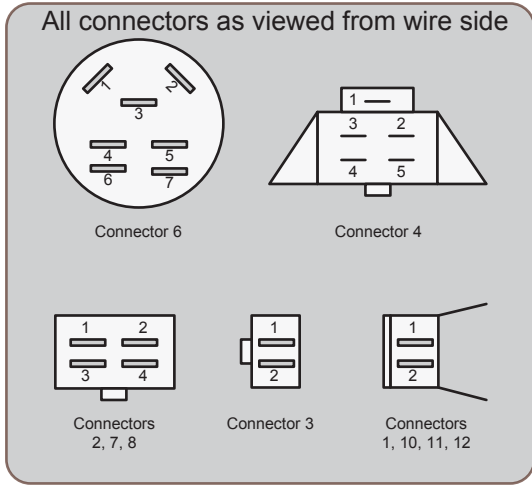 All connectors as viewed from wire side
1 2
3
4 5
6 7
Connector 6
1
3 2
4 5
Connector 4
1 2
3 4
Connectors
2, 7, 8
1
2
Connector 3
1
2
Connectors
1, 10, 11, 12